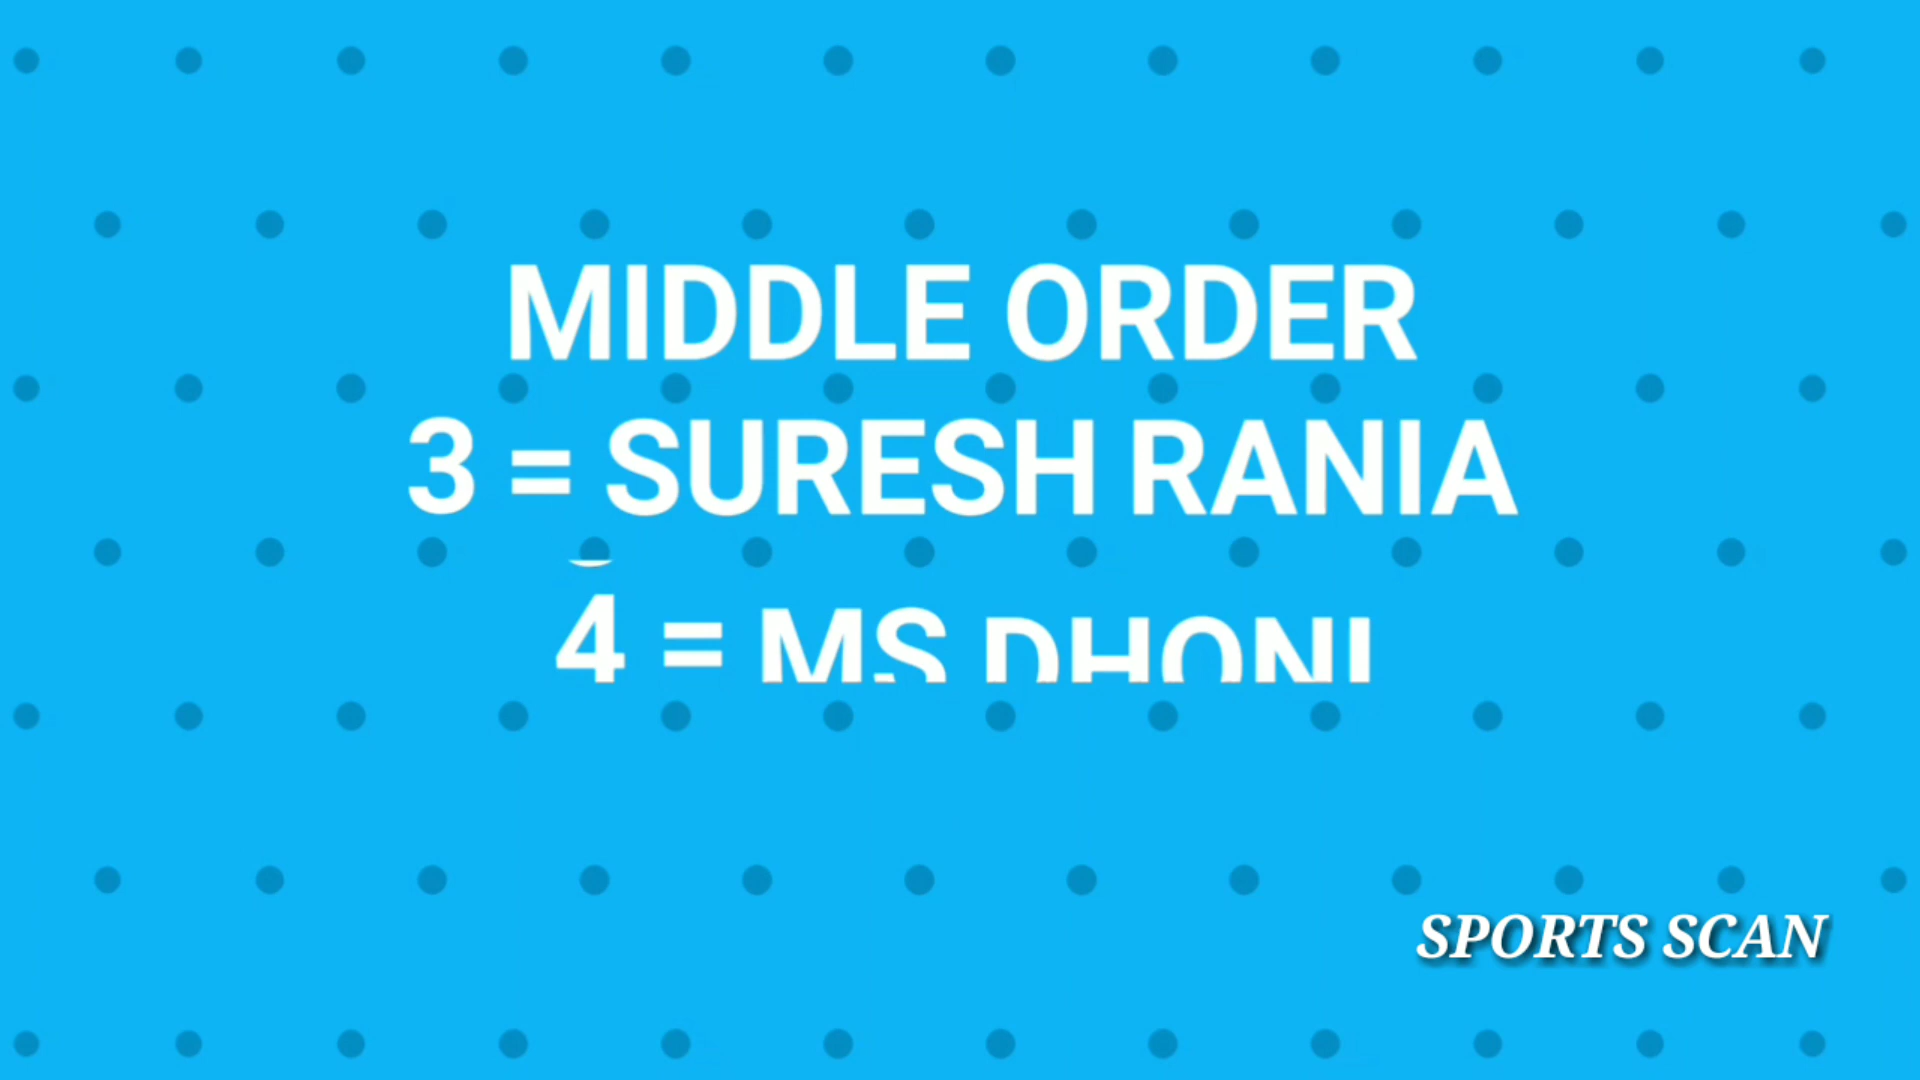 MIDDLE ORDER
3 = SURESH RANIA
4 = MS DHONI
SPORTS SCAN